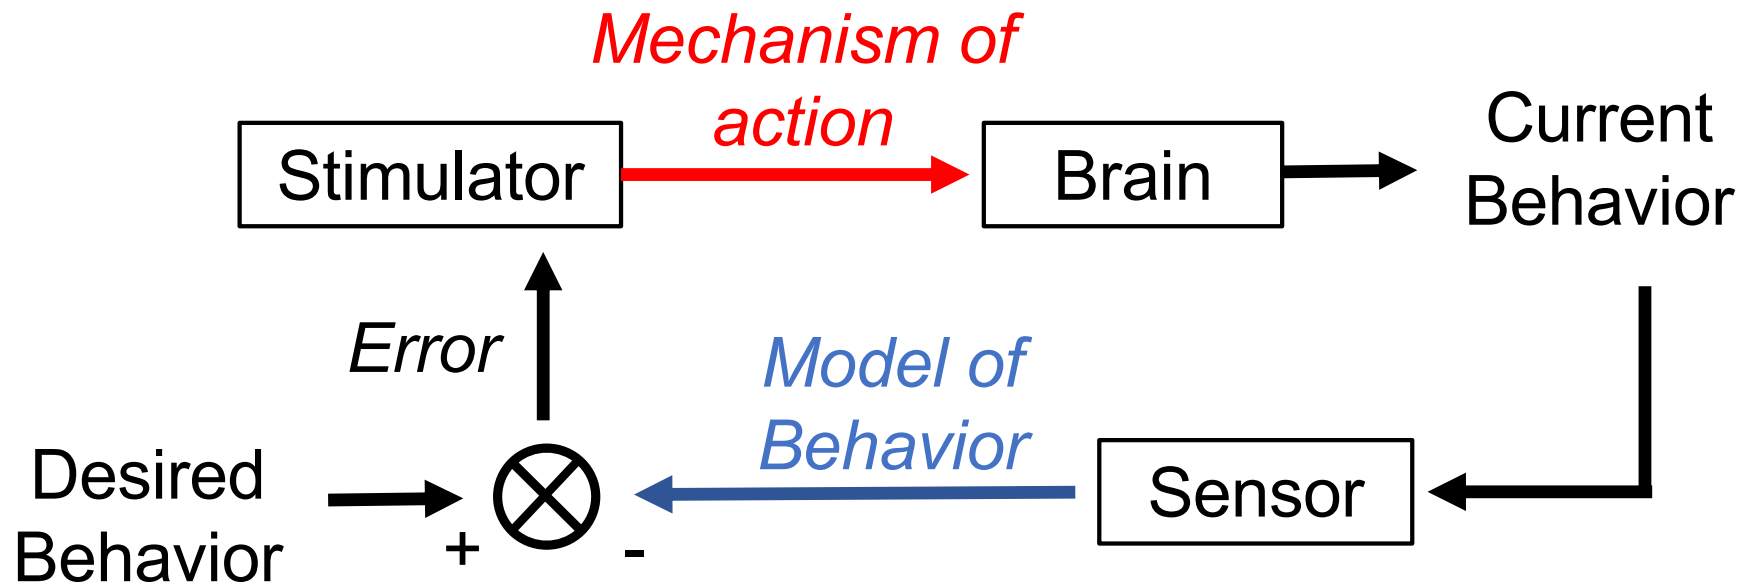 Mechanism of
action
Stimulator
Brain
Current
Behavior
Error
Model of
Behavior
Desired
Behavior
+
-
Sensor